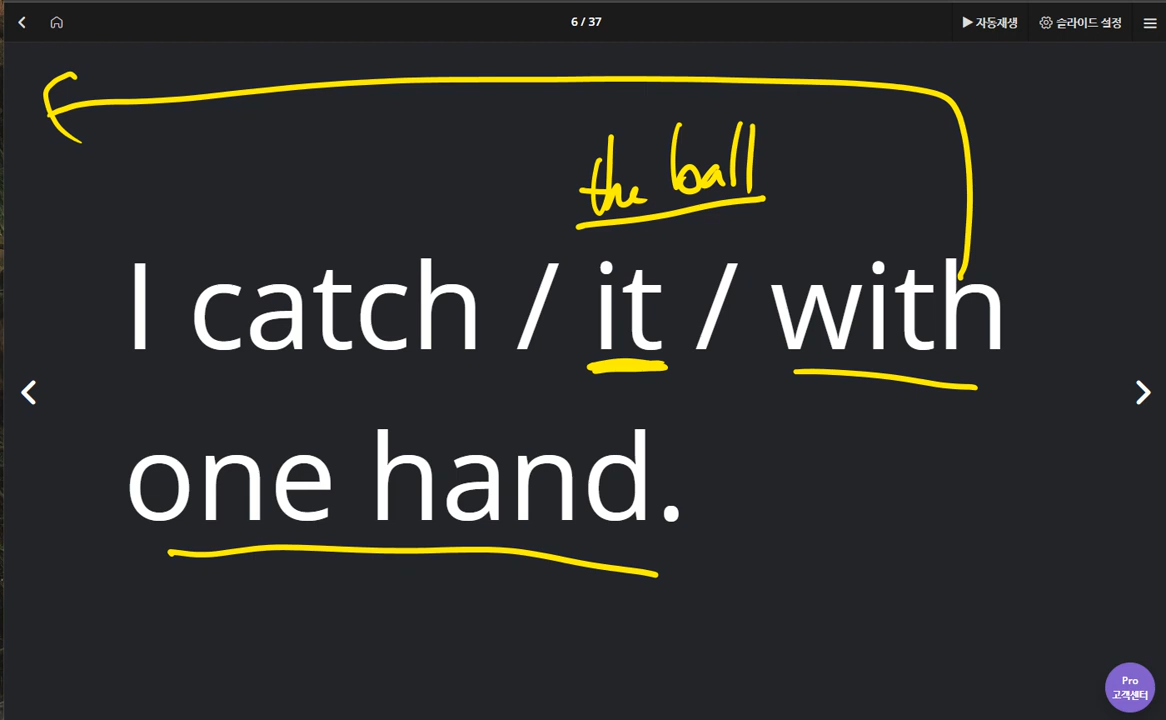 6 / 37
▶ 자동재생
슬라이드 설정
the ball
I catch / it / with
one hand.
Pro
고객센터